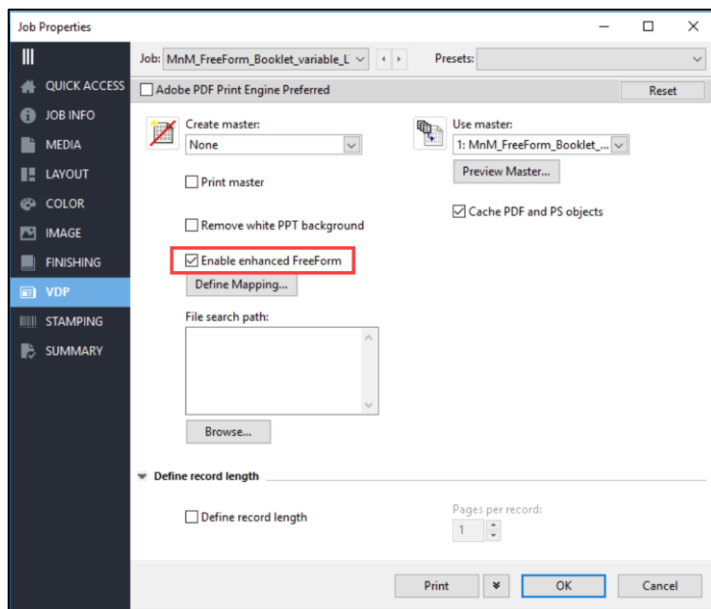 Job Properties
Job: MnM_FreeForm_Booklet_variable_L
Presets:
QUICK ACCESS
JOB INFO
MEDIA
LAYOUT
COLOR
IMAGE
FINISHING
VDP
STAMPING
SUMMARY
Adobe PDF Print Engine Preferred
Reset
Create master:
None
Use master:
1: MnM_FreeForm_Booklet_...
Preview Master...
Print master
Cache PDF and PS objects
Remove white PPT background
Enable enhanced FreeForm
Define Mapping...
File search path:
Browse...
Define record length
Define record length
Pages per record:
1
Print
OK
Cancel